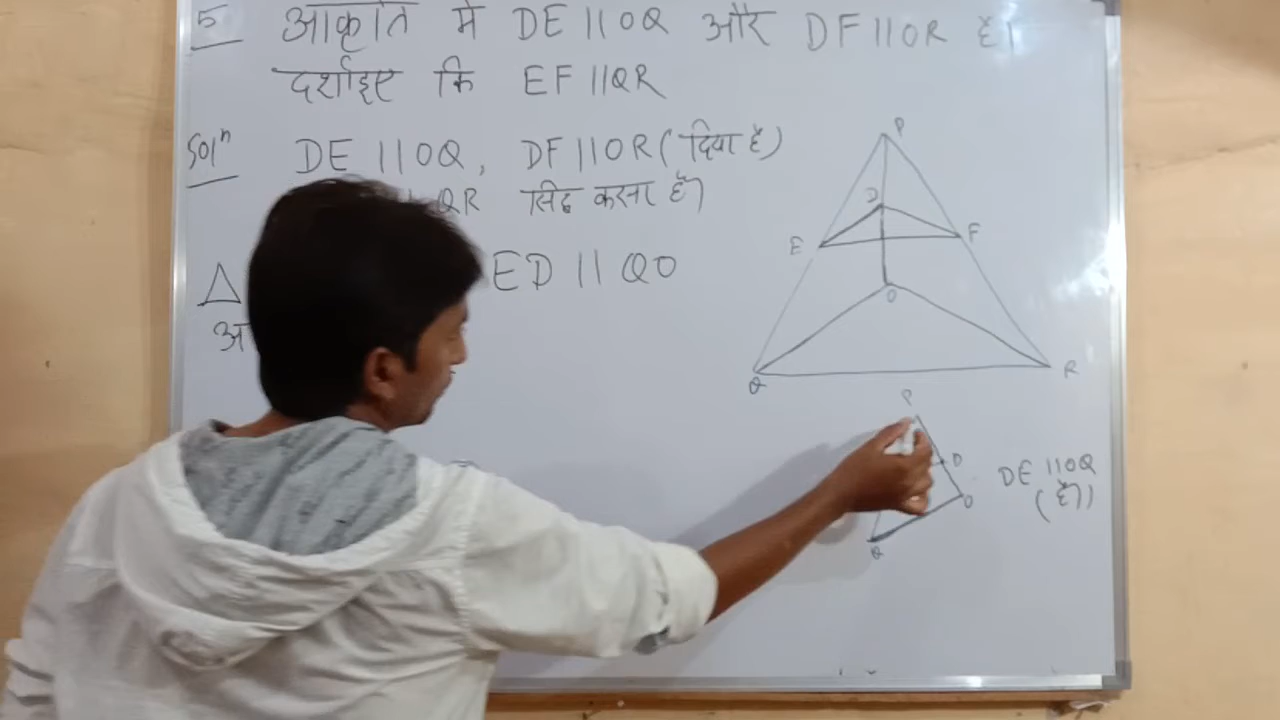 5 आकृति में DE||OQ और DF||OR है।
दर्शाइए कि EF||QR
Solⁿ DE||OQ, DF||OR (दिया है)
QR सिद्ध करना है।
△ ED||QO
P
D
E F
O
Q R
P
D
O
Q
DE||OQ
(है।)